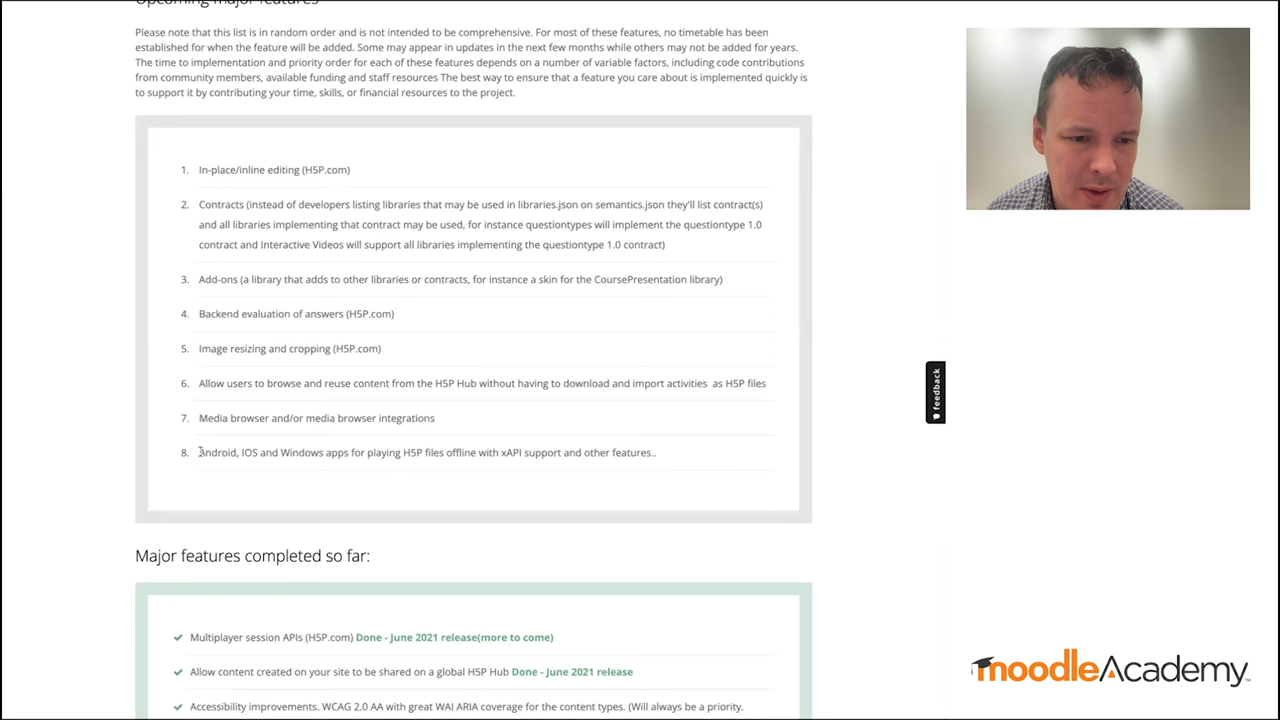 Upcoming major features
Please note that this list is in random order and is not intended to be comprehensive. For most of these features, no timetable has been
established for when the feature will be added. Some may appear in updates in the next few months while others may not be added for years.
The time to implementation and priority order for each of these features depends on a number of variable factors, including code contributions
from community members, available funding and staff resources The best way to ensure that a feature you care about is implemented quickly is
to support it by contributing your time, skills, or financial resources to the project.
1. In-place/inline editing (H5P.com)
2. Contracts (instead of developers listing libraries that may be used in libraries.json on semantics.json they'll list contract(s)
and all libraries implementing that contract may be used, for instance questiontypes will implement the questiontype 1.0
contract and Interactive Videos will support all libraries implementing the questiontype 1.0 contract)
3. Add-ons (a library that adds to other libraries or contracts, for instance a skin for the CoursePresentation library)
4. Backend evaluation of answers (H5P.com)
5. Image resizing and cropping (H5P.com)
6. Allow users to browse and reuse content from the H5P Hub without having to download and import activities as H5P files
7. Media browser and/or media browser integrations
8. Android, IOS and Windows apps for playing H5P files offline with xAPI support and other features..
feedback
Major features completed so far:
Multiplayer session APIs (H5P.com) Done - June 2021 release(more to come)
Allow content created on your site to be shared on a global H5P Hub Done - June 2021 release
Accessibility improvements. WCAG 2.0 AA with great WAI ARIA coverage for the content types. (Will always be a priority.
moodleAcademy™